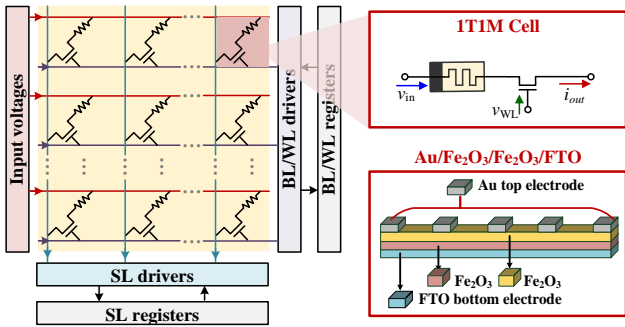 Input voltages
BL/WL drivers
BL/WL registers
SL drivers
SL registers
1T1M Cell
v_in
v_WL
i_out
Au/Fe₂O₃/Fe₂O₃/FTO
Au top electrode
Fe₂O₃
Fe₂O₃
FTO bottom electrode